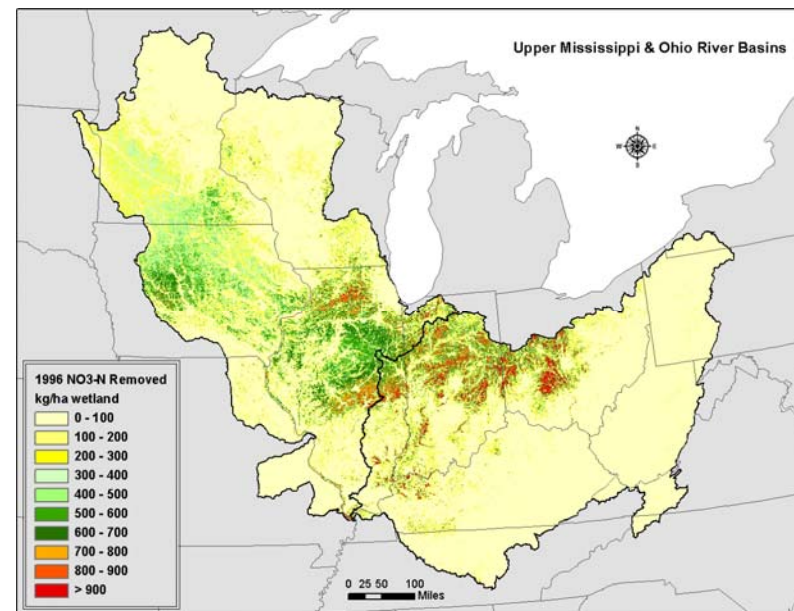 Upper Mississippi & Ohio River Basins
N
W E
S
1996 NO3-N Removed
kg/ha wetland
0 - 100
100 - 200
200 - 300
300 - 400
400 - 500
500 - 600
600 - 700
700 - 800
800 - 900
> 900
0 25 50 100
Miles